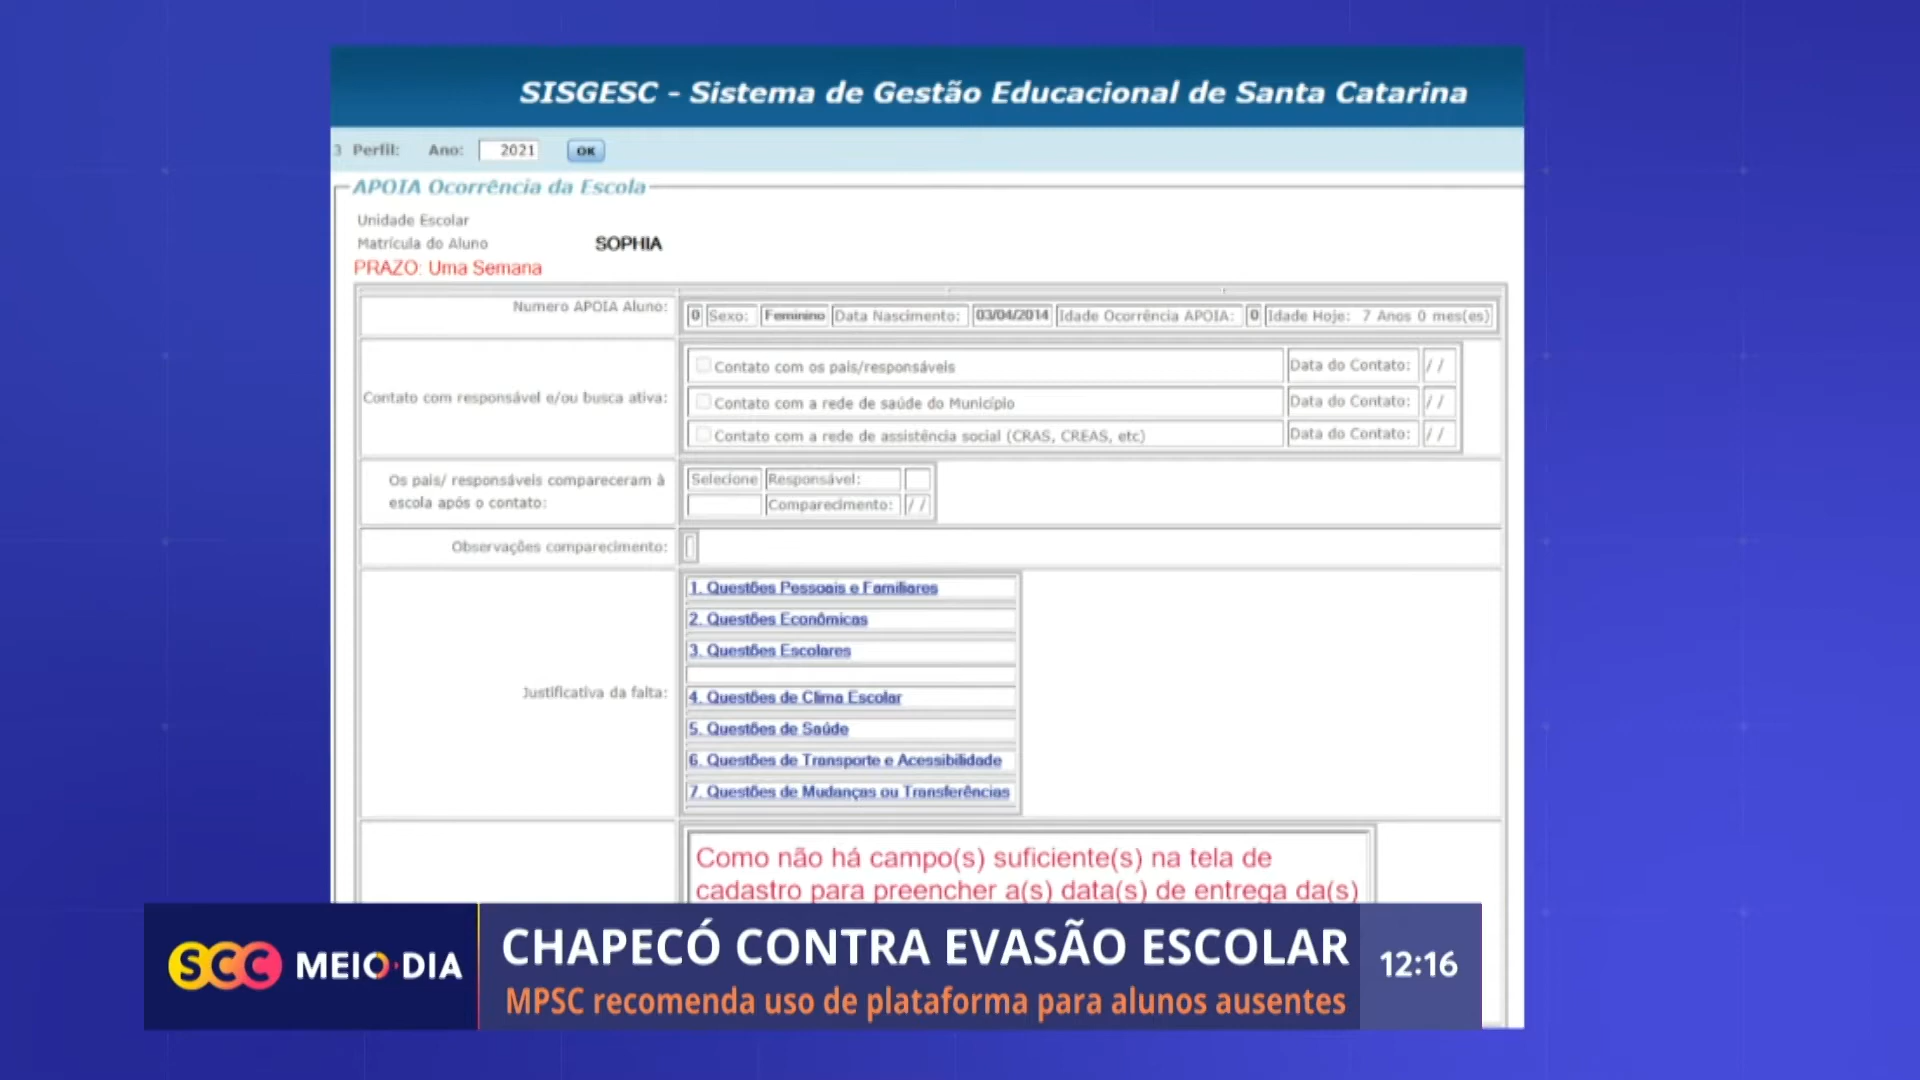 SISGESC - Sistema de Gestão Educacional de Santa Catarina
3 Perfil: Ano: 2021 OK
APOIA Ocorrência da Escola
Unidade Escolar
Matrícula do Aluno SOPHIA
PRAZO: Uma Semana
Numero APOIA Aluno: 0 Sexo: Feminino Data Nascimento: 03/04/2014 Idade Ocorrência APOIA: 0 Idade Hoje: 7 Anos 0 mes(es)
Contato com responsável e/ou busca ativa:
Contato com os pais/responsáveis Data do Contato: / /
Contato com a rede de saúde do Município Data do Contato: / /
Contato com a rede de assistência social (CRAS, CREAS, etc) Data do Contato: / /
Os pais/ responsáveis compareceram à
escola após o contato:
Selecione Responsável:
Comparecimento: / /
Observações comparecimento:
Justificativa da falta:
1. Questões Pessoais e Familiares
2. Questões Econômicas
3. Questões Escolares
4. Questões de Clima Escolar
5. Questões de Saúde
6. Questões de Transporte e Acessibilidade
7. Questões de Mudanças ou Transferências
Como não há campo(s) suficiente(s) na tela de
cadastro para preencher a(s) data(s) de entrega da(s)
SCC MEIO DIA
CHAPECÓ CONTRA EVASÃO ESCOLAR
MPSC recomenda uso de plataforma para alunos ausentes
12:16